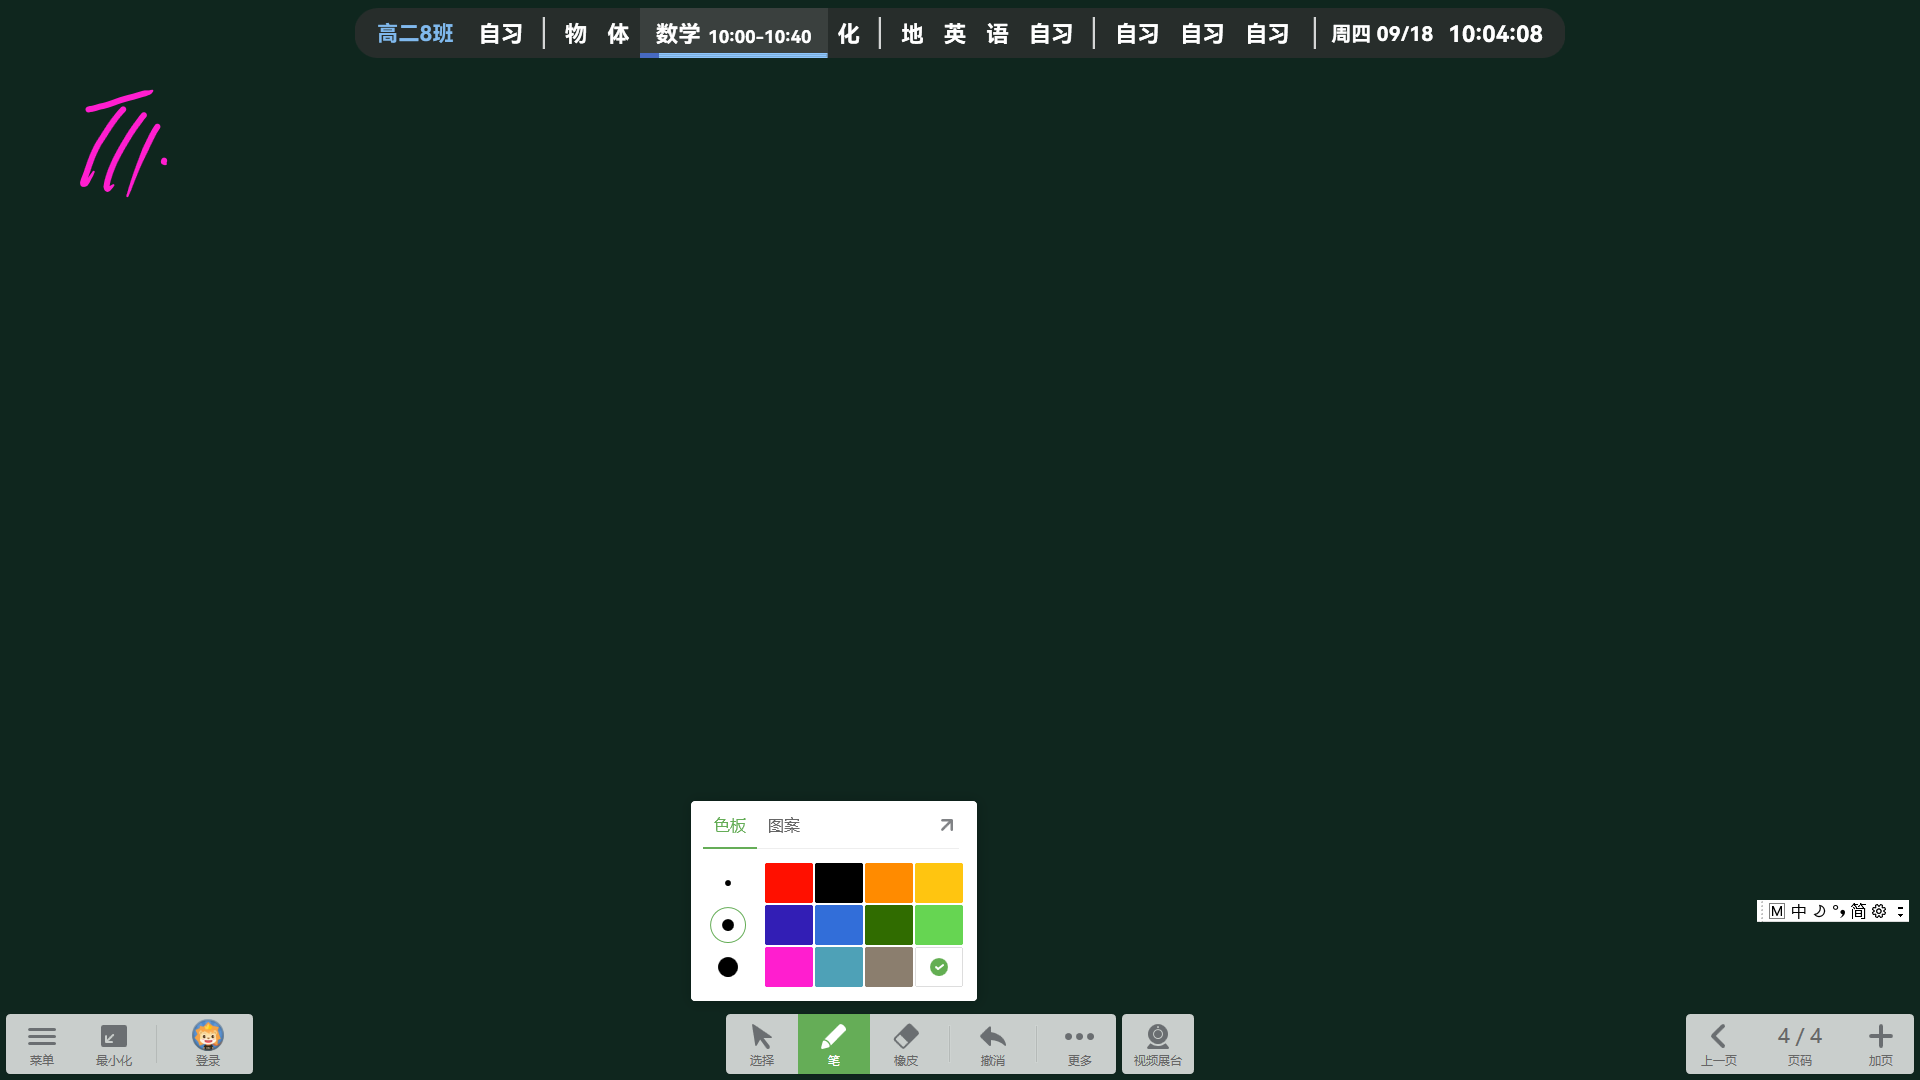 高二8班 自习 | 物 体 数学 10:00-10:40 化 | 地 英 语 自习 | 自习 自习 自习 | 周四 09/18 10:04:08
色板 图案
M 中 简
菜单 最小化 登录 选择 笔 橡皮 撤消 更多 视频展台 上一页 4 / 4 页码 加页